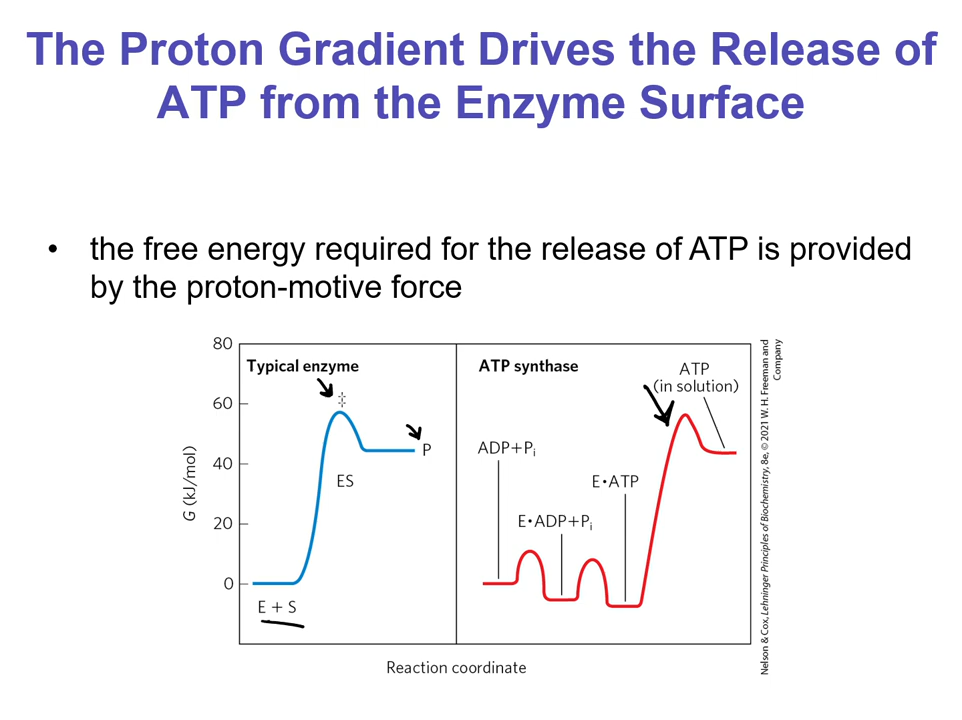 The Proton Gradient Drives the Release of
ATP from the Enzyme Surface
• the free energy required for the release of ATP is provided
by the proton-motive force
80
60
40
20
0
G (kJ/mol)
Typical enzyme
‡
P
ES
E + S
ATP synthase
ATP
(in solution)
ADP+Pi
E•ATP
E•ADP+Pi
Reaction coordinate
Nelson & Cox, Lehninger Principles of Biochemistry, 8e, © 2021 W. H. Freeman and
Company